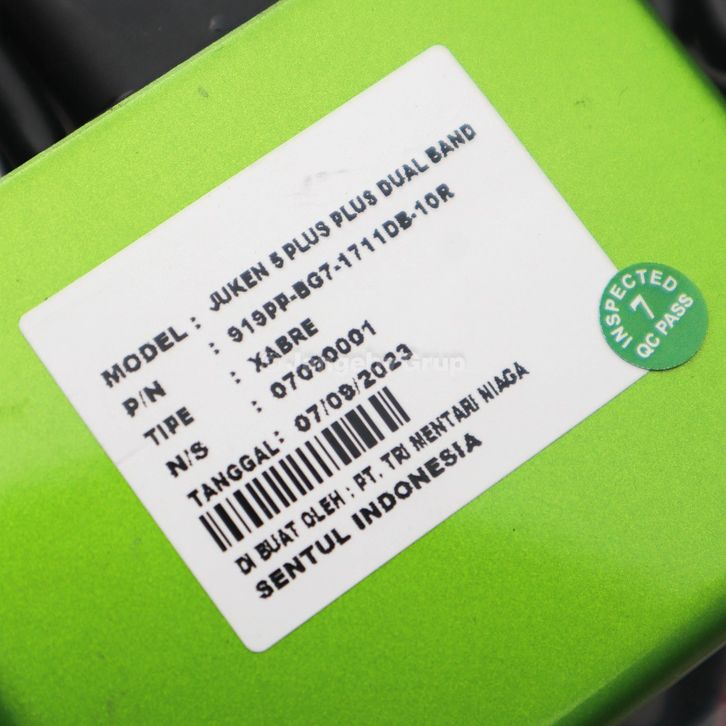 MODEL : JUKEN 5 PLUS PLUS DUAL BAND
P/N : 919PP-BG7-1711DB-10R
TIPE : XABRE
N/S : 07090001
TANGGAL : 07/09/2023
DI BUAT OLEH : PT. TRI MENTARI NIAGA
SENTUL INDONESIA
INSPECTED
7
QC PASS